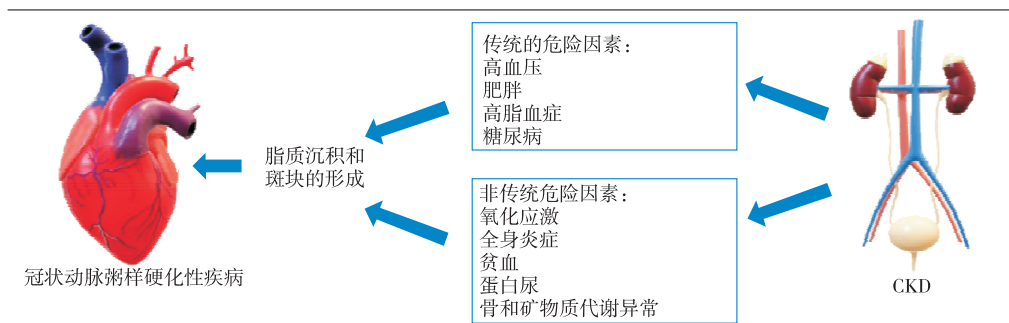 传统的危险因素：
高血压
肥胖
高脂血症
糖尿病
脂质沉积和
斑块的形成
非传统危险因素：
氧化应激
全身炎症
贫血
蛋白尿
骨和矿物质代谢异常
冠状动脉粥样硬化性疾病
CKD